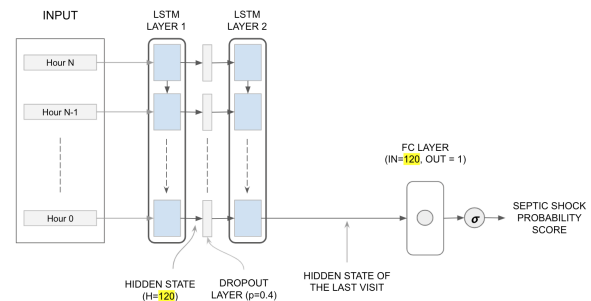 INPUT
LSTM
LAYER 1
LSTM
LAYER 2
Hour N
Hour N-1
Hour 0
FC LAYER
(IN=120, OUT = 1)
σ
SEPTIC SHOCK
PROBABILITY
SCORE
HIDDEN STATE
(H=120)
DROPOUT
LAYER (p=0.4)
HIDDEN STATE OF
THE LAST VISIT